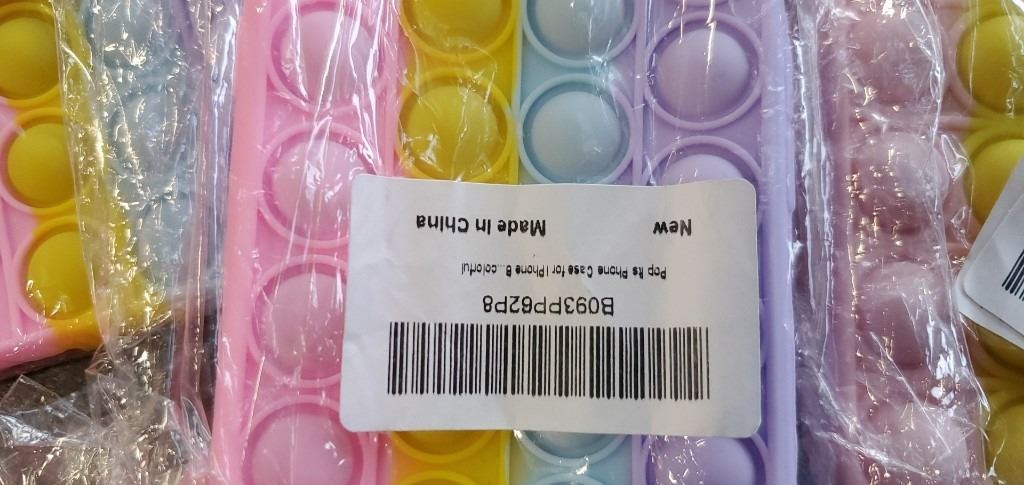 B093PP62P8
Pop Its Phone Case for iPhone 8...colorful
New Made In China